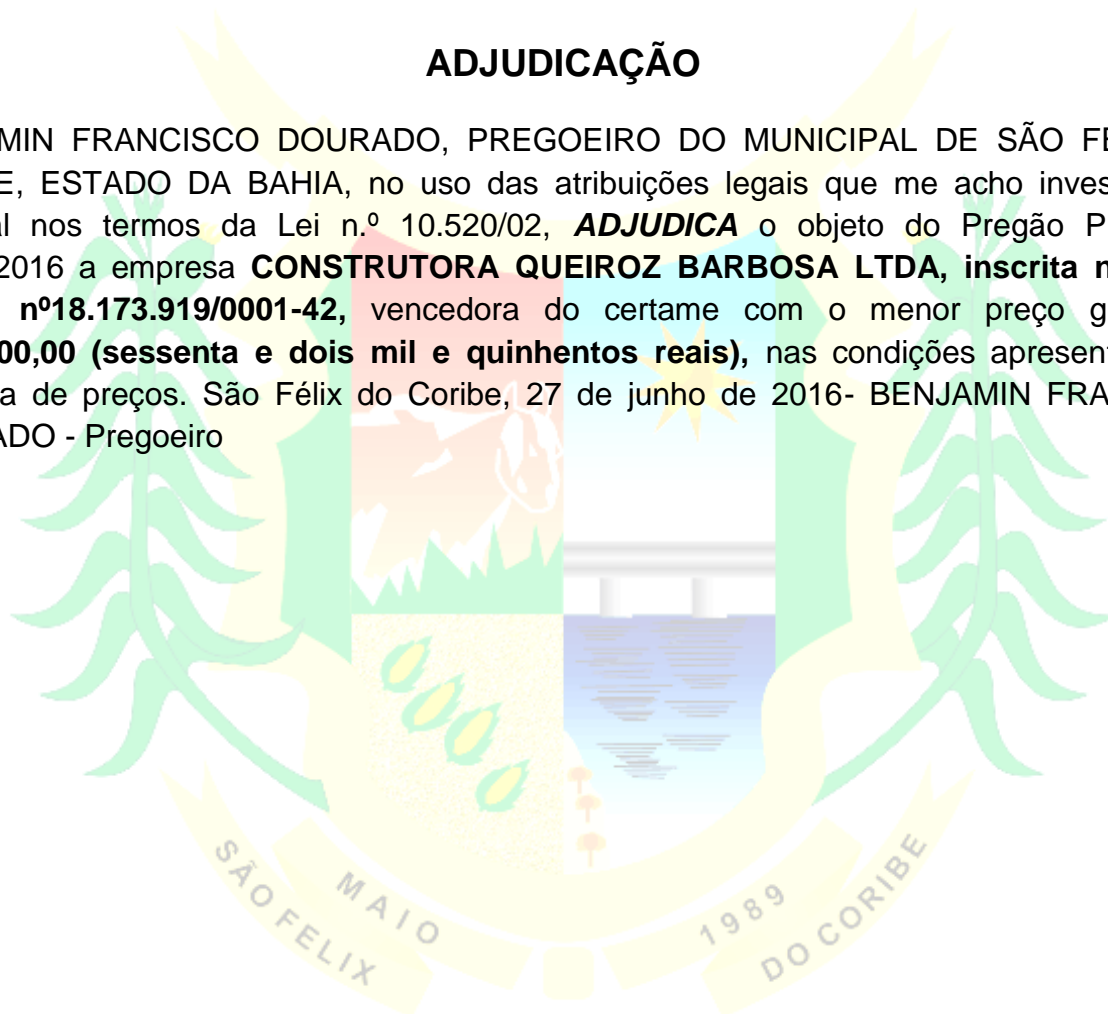 ADJUDICAÇÃO
MIN FRANCISCO DOURADO, PREGOEIRO DO MUNICIPAL DE SÃO FÉ
E, ESTADO DA BAHIA, no uso das atribuições legais que me acho inves
al nos termos da Lei n.º 10.520/02, ADJUDICA o objeto do Pregão P
2016 a empresa CONSTRUTORA QUEIROZ BARBOSA LTDA, inscrita n
nº18.173.919/0001-42, vencedora do certame com o menor preço g
00,00 (sessenta e dois mil e quinhentos reais), nas condições apresent
a de preços. São Félix do Coribe, 27 de junho de 2016- BENJAMIN FRA
ADO - Pregoeiro
SÃO FELIX
MAIO
1989
DO CORIBE